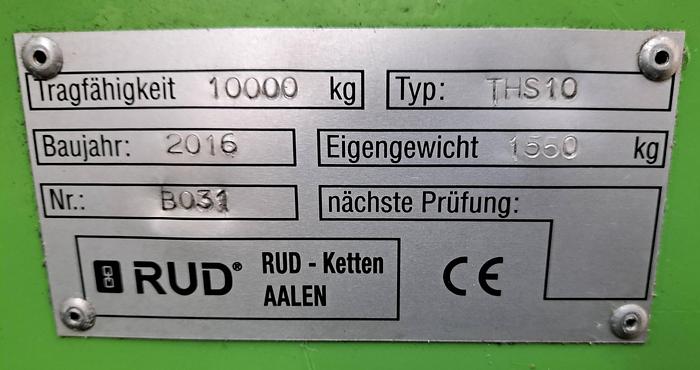 Tragfähigkeit 10000 kg Typ: THS10
Baujahr: 2016 Eigengewicht 1550 kg
Nr.: B031 nächste Prüfung:
RUD® RUD - Ketten CE
AALEN